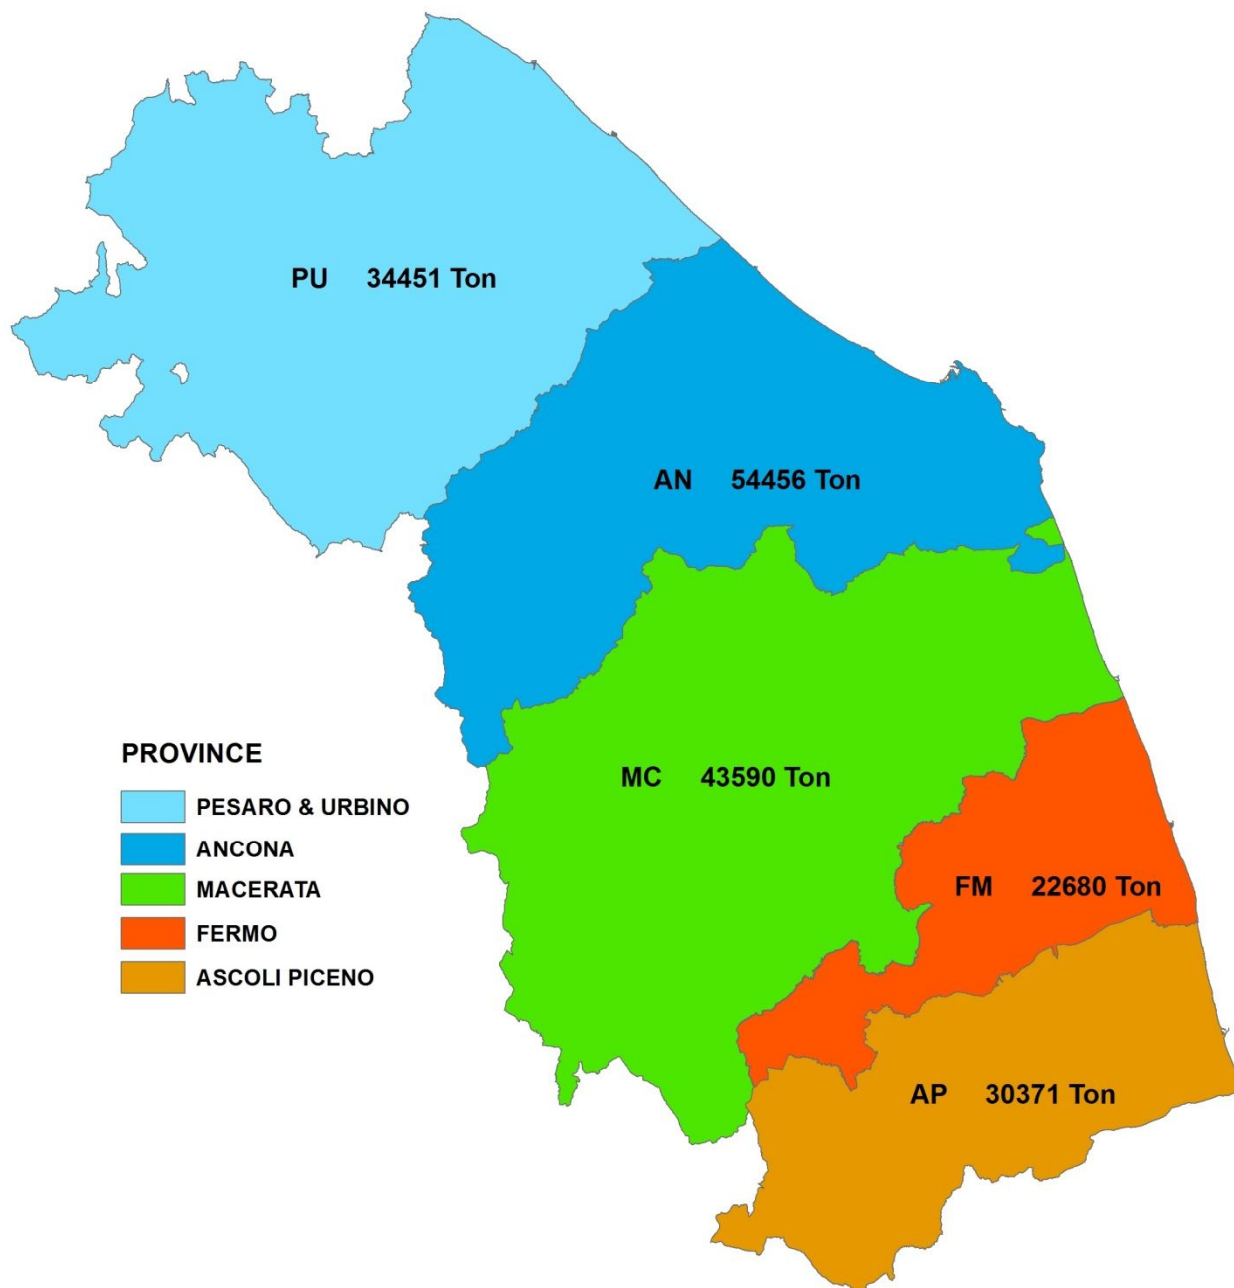 PU 34451 Ton
AN 54456 Ton
MC 43590 Ton
FM 22680 Ton
AP 30371 Ton
PROVINCE
PESARO & URBINO
ANCONA
MACERATA
FERMO
ASCOLI PICENO